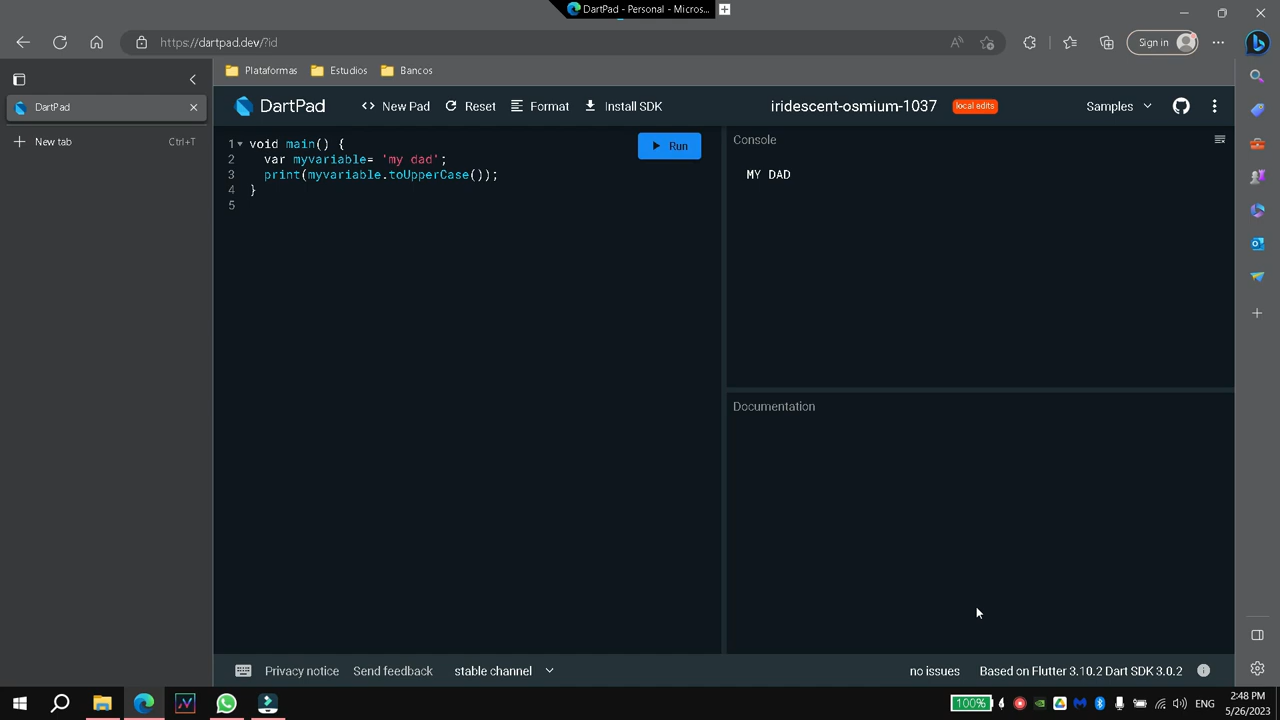 DartPad - Personal - Micros...
https://dartpad.dev/?id
Sign in
Plataformas
Estudios
Bancos
DartPad
New tab
Ctrl+T
DartPad
New Pad
Reset
Format
Install SDK
iridescent-osmium-1037
local edits
Samples
1 void main() {
2 var myvariable= 'my dad';
3 print(myvariable.toUpperCase());
4 }
5
Run
Console
MY DAD
Documentation
Privacy notice
Send feedback
stable channel
no issues
Based on Flutter 3.10.2 Dart SDK 3.0.2
100%
ENG
2:48 PM
5/26/2023